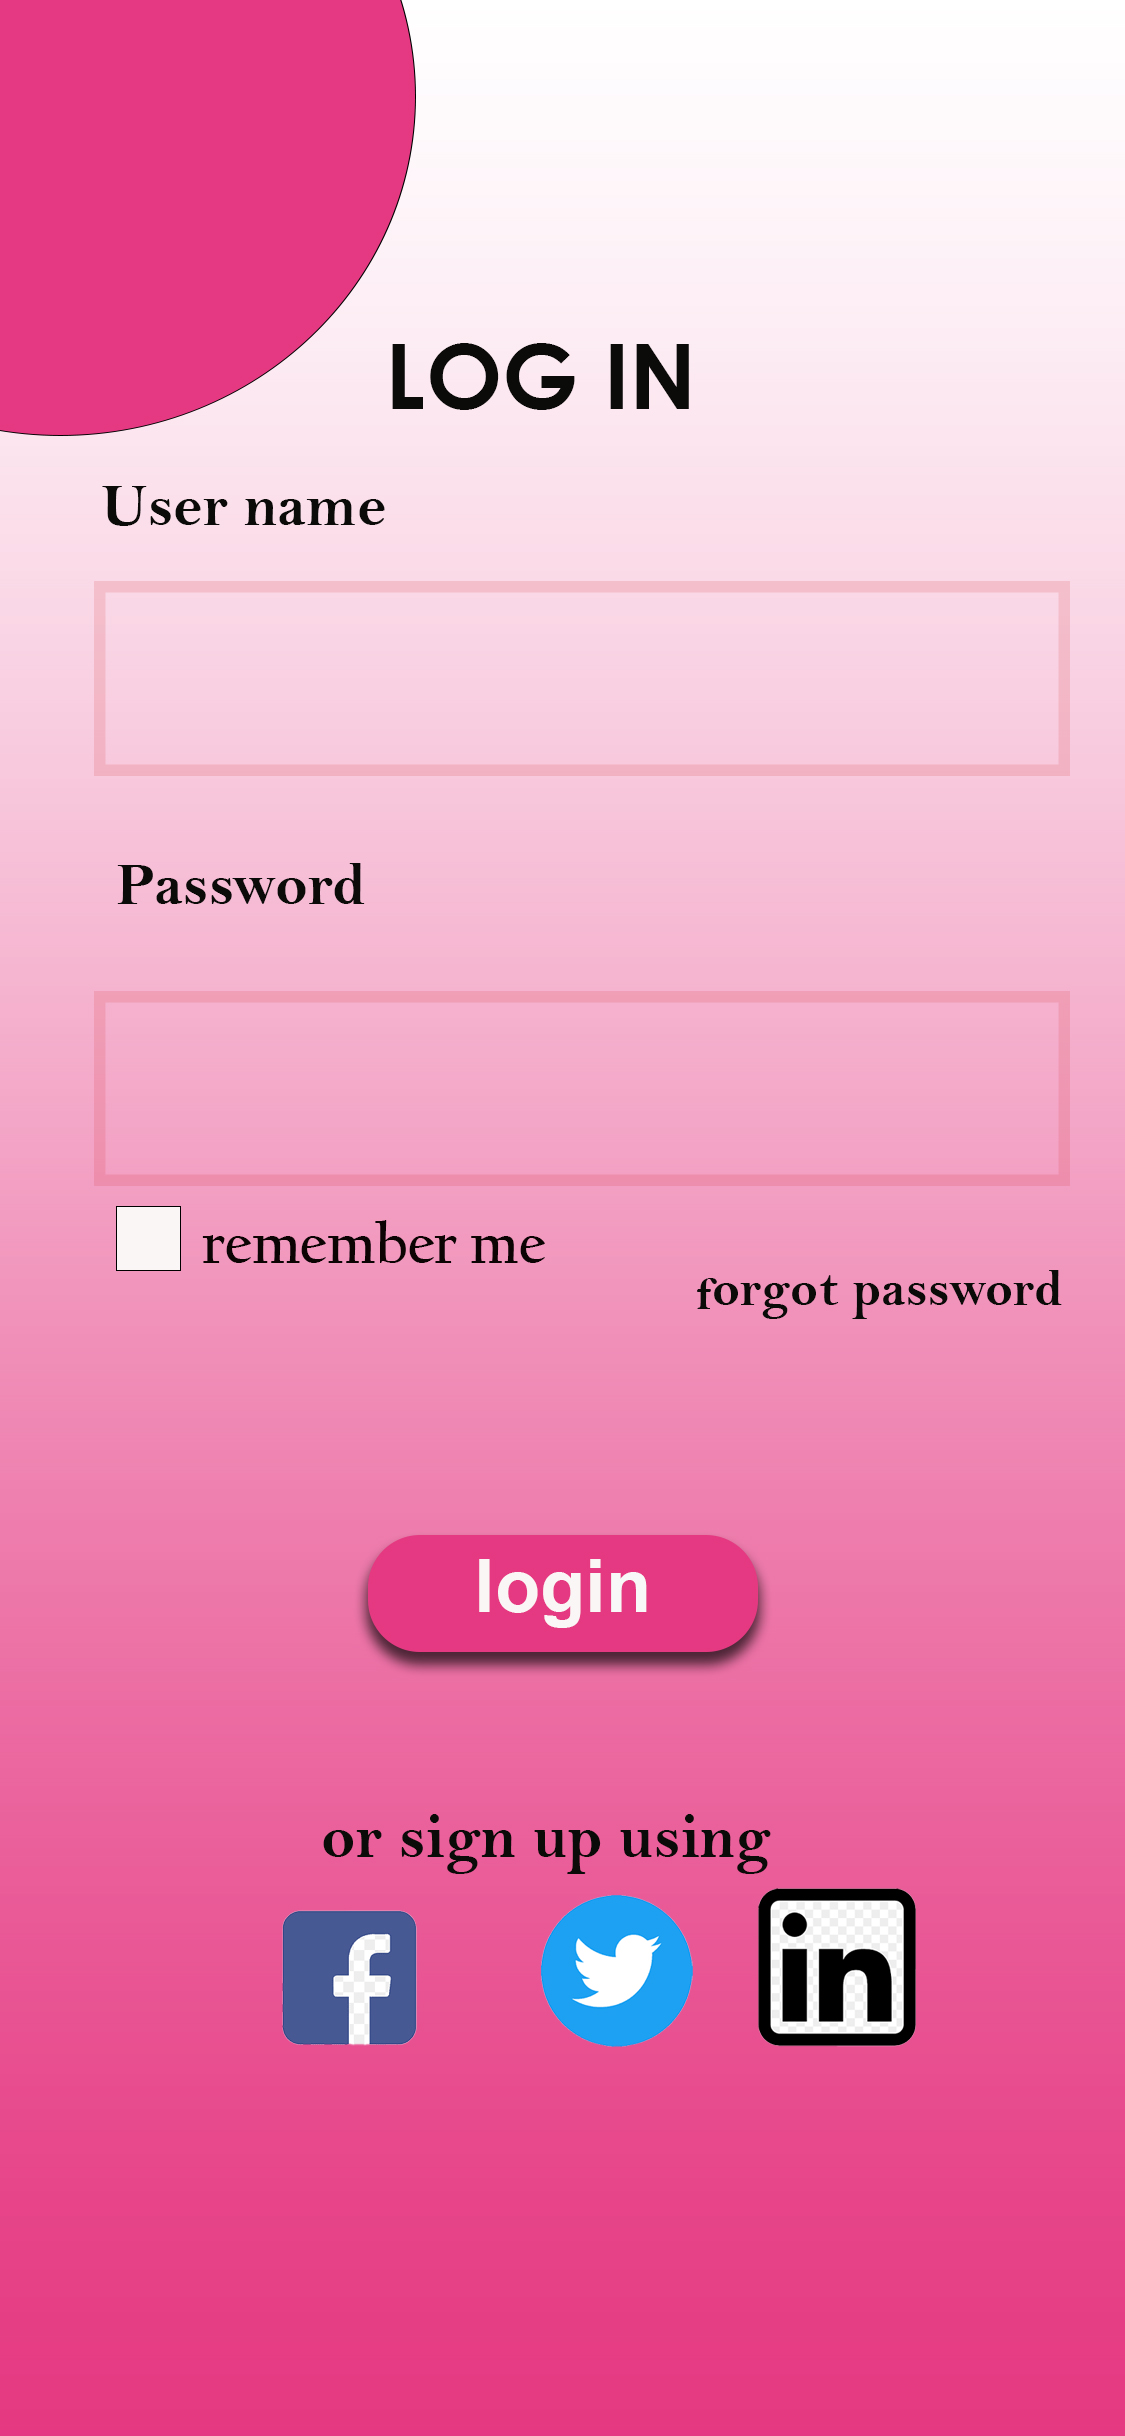 LOG IN
User name
Password
remember me
forgot password
login
or sign up using
f
in